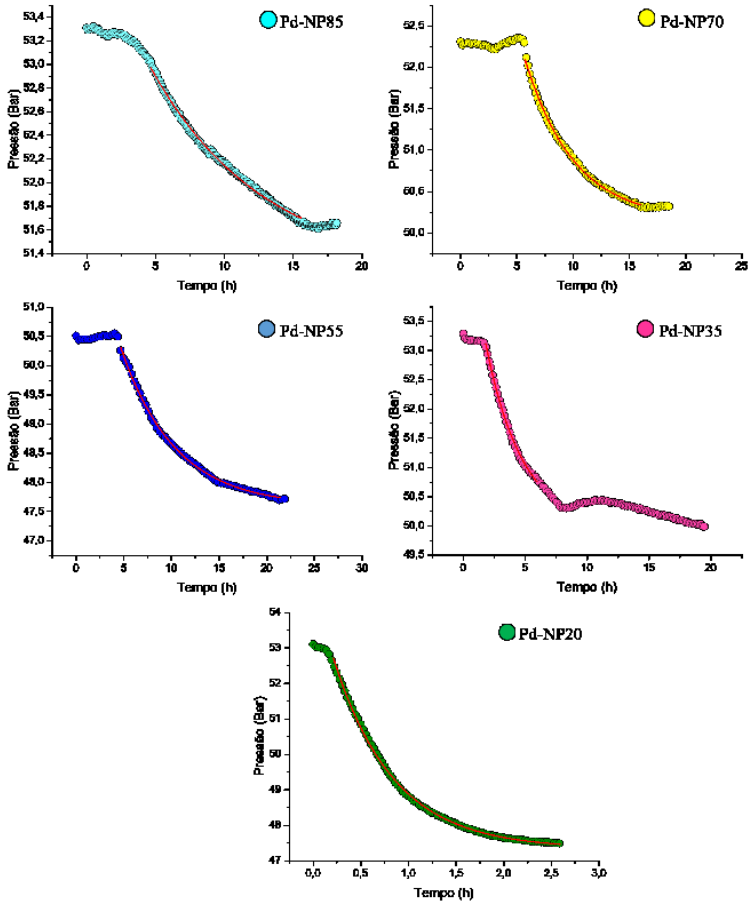 Pd-NP85
Pressão (Bar)
53,4
53,2
53,0
52,8
52,6
52,4
52,2
52,0
51,8
51,6
51,4
0 5 10 15 20
Tempo (h)
Pd-NP70
Pressão (Bar)
52,5
52,0
51,5
51,0
50,5
50,0
0 5 10 15 20 25
Tempo (h)
Pd-NP55
Pressão (Bar)
51,0
50,5
50,0
49,5
49,0
48,5
48,0
47,5
47,0
0 5 10 15 20 25 30
Tempo (h)
Pd-NP35
Pressão (Bar)
53,5
53,0
52,5
52,0
51,5
51,0
50,5
50,0
49,5
0 5 10 15 20
Tempo (h)
Pd-NP20
Pressão (Bar)
54
53
52
51
50
49
48
47
0,0 0,5 1,0 1,5 2,0 2,5 3,0
Tempo (h)